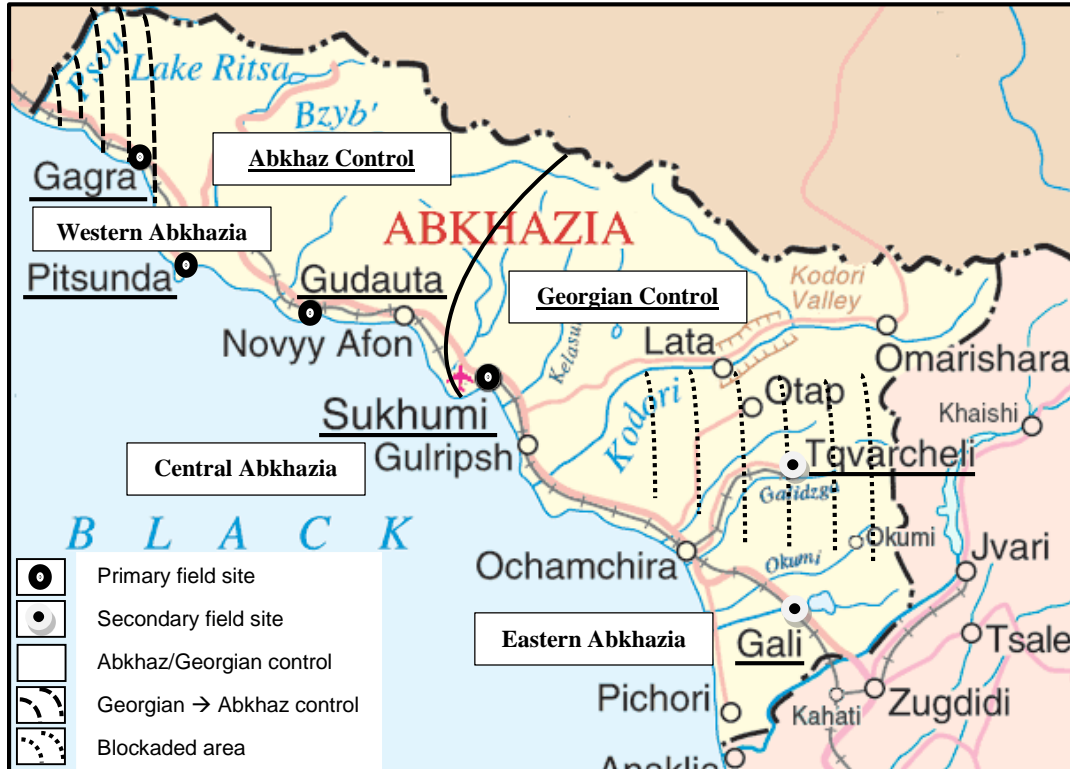 Psou
Lake Ritsa
Bzyb'
Abkhaz Control
Gagra
ABKHAZIA
Western Abkhazia
Pitsunda
Gudauta
Georgian Control
Kodori
Valley
Novyy Afon
Lata
Omarishara
Otap
Khaishi
Sukhumi
Kodori
Gulripsh
Tqvarcheli
Central Abkhazia
Galidzga
BLACK
Okumi
Jvari
Ochamchira
Okumi
Primary field site
Secondary field site
Eastern Abkhazia
Gali
Tsale
Abkhaz/Georgian control
Georgian → Abkhaz control
Pichori
Kahati
Zugdidi
Blockaded area